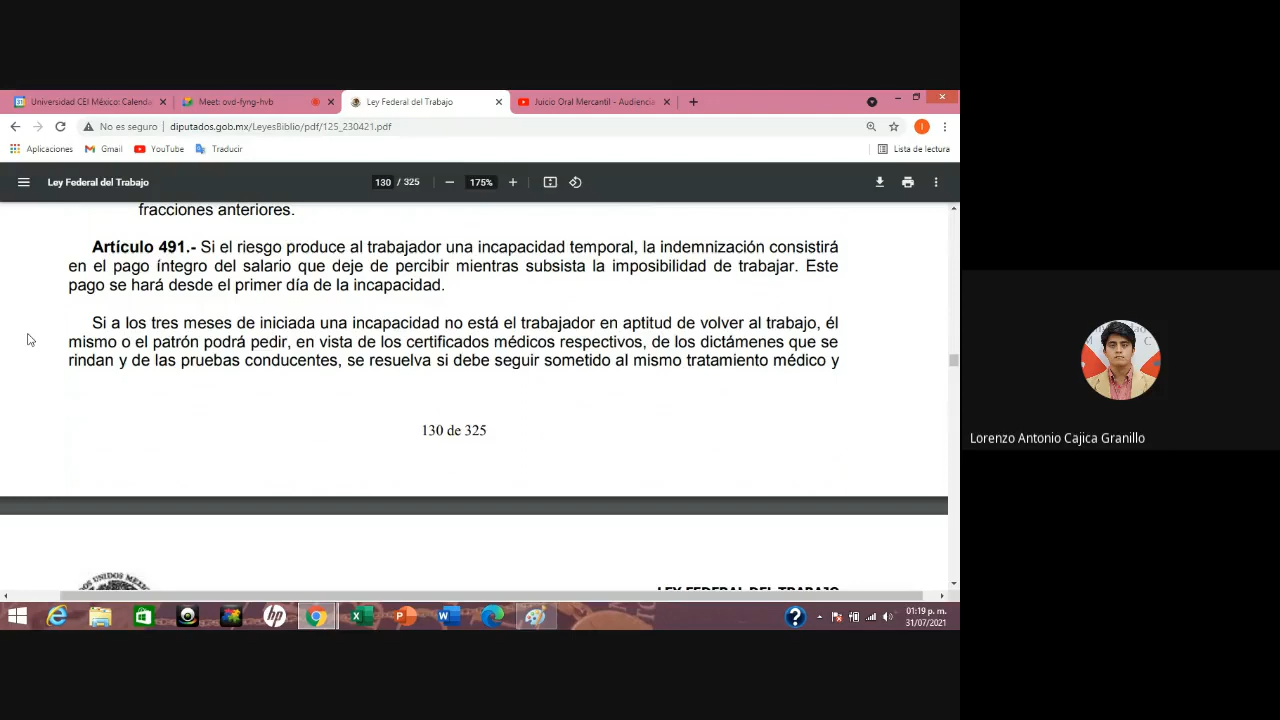 Universidad CEI México: Calenda
Meet: ovd-fyng-hvb
Ley Federal del Trabajo
Juicio Oral Mercantil - Audiencia
No es seguro
diputados.gob.mx/LeyesBiblio/pdf/125_230421.pdf
Aplicaciones
Gmail
YouTube
Traducir
Lista de lectura
Ley Federal del Trabajo
130 / 325
175%
fracciones anteriores.
Artículo 491.- Si el riesgo produce al trabajador una incapacidad temporal, la indemnización consistirá
en el pago íntegro del salario que deje de percibir mientras subsista la imposibilidad de trabajar. Este
pago se hará desde el primer día de la incapacidad.
Si a los tres meses de iniciada una incapacidad no está el trabajador en aptitud de volver al trabajo, él
mismo o el patrón podrá pedir, en vista de los certificados médicos respectivos, de los dictámenes que se
rindan y de las pruebas conducentes, se resuelva si debe seguir sometido al mismo tratamiento médico y
130 de 325
LEY FEDERAL DEL TRABAJO
Lorenzo Antonio Cajica Granillo
01:19 p. m.
31/07/2021